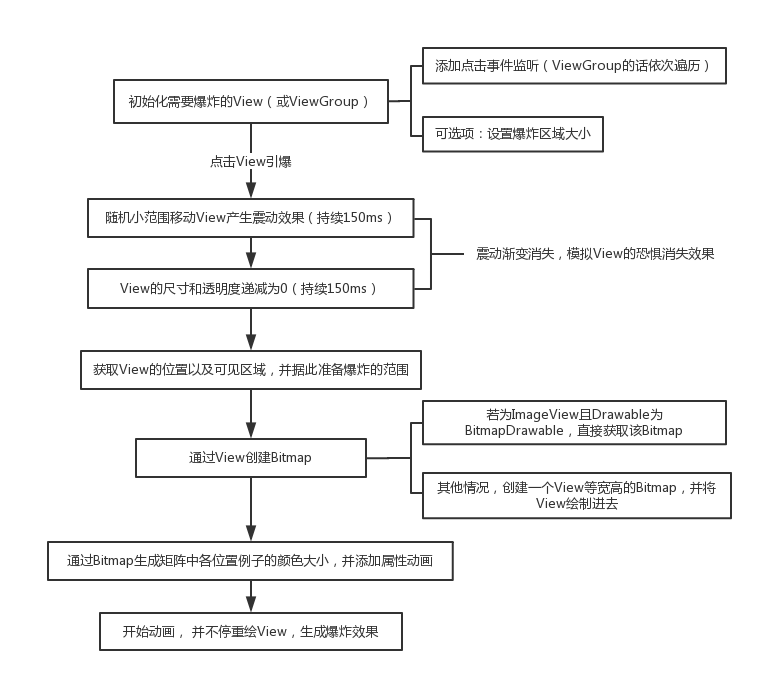 添加点击事件监听（ViewGroup的话依次遍历）
初始化需要爆炸的View（或ViewGroup）
可选项：设置爆炸区域大小
点击View引爆
随机小范围移动View产生震动效果（持续150ms）
震动渐变消失，模拟View的恐惧消失效果
View的尺寸和透明度递减为0（持续150ms）
获取View的位置以及可见区域，并据此准备爆炸的范围
若为ImageView且Drawable为
BitmapDrawable，直接获取该Bitmap
通过View创建Bitmap
其他情况，创建一个View等宽高的Bitmap，并将
View绘制进去
通过Bitmap生成矩阵中各位置例子的颜色大小，并添加属性动画
开始动画， 并不停重绘View，生成爆炸效果